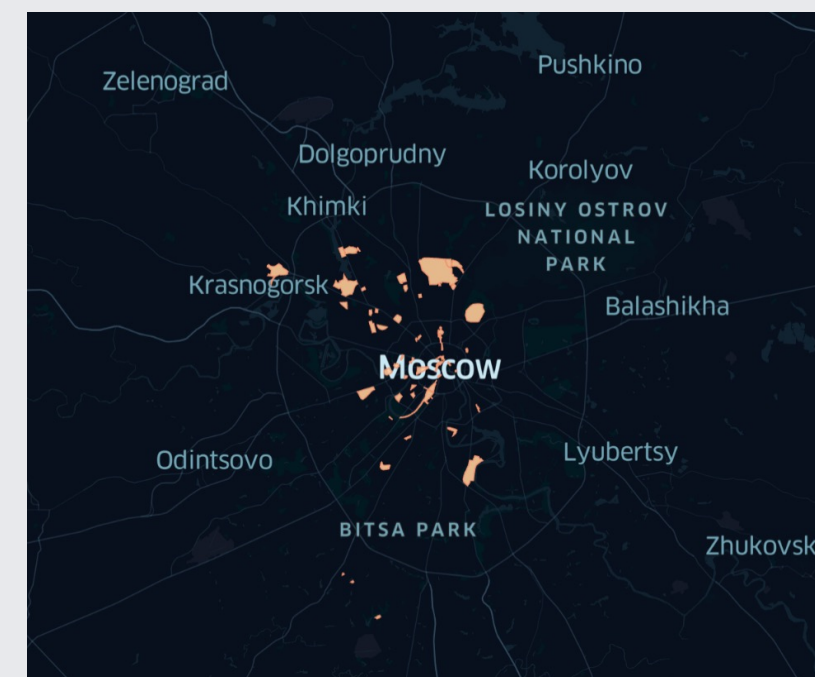 Pushkino
Zelenograd
Dolgoprudny
Korolyov
Khimki
LOSINY OSTROV
NATIONAL
PARK
Krasnogorsk
Balashikha
Moscow
Odintsovo
Lyubertsy
BITSA PARK
Zhukovsk